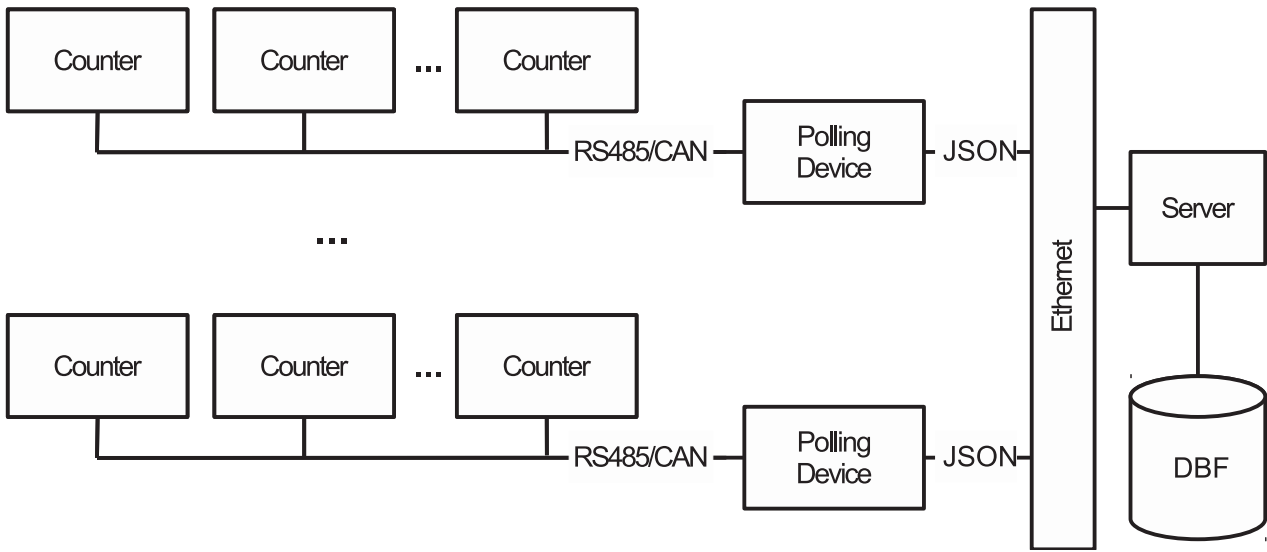 Counter
Counter
...
Counter
RS485/CAN
Polling
Device
JSON
...
Counter
Counter
...
Counter
RS485/CAN
Polling
Device
JSON
Ethernet
Server
DBF